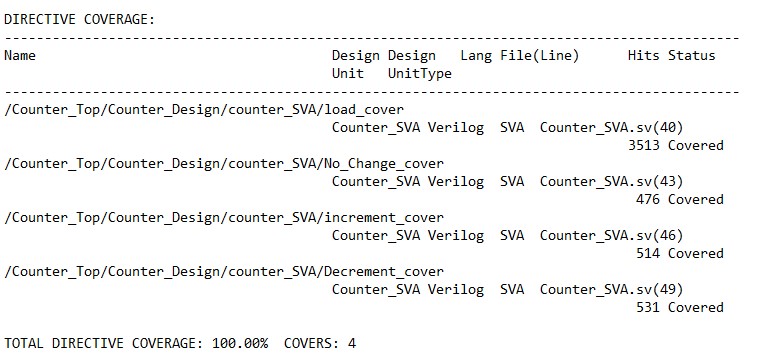 DIRECTIVE COVERAGE:
--------------------------------------------------------------------------------------------
Name                                     Design Design   Lang File(Line)      Hits Status
                                         Unit   UnitType
--------------------------------------------------------------------------------------------
/Counter_Top/Counter_Design/counter_SVA/load_cover
                                         Counter_SVA Verilog  SVA  Counter_SVA.sv(40)
                                                                              3513 Covered
/Counter_Top/Counter_Design/counter_SVA/No_Change_cover
                                         Counter_SVA Verilog  SVA  Counter_SVA.sv(43)
                                                                               476 Covered
/Counter_Top/Counter_Design/counter_SVA/increment_cover
                                         Counter_SVA Verilog  SVA  Counter_SVA.sv(46)
                                                                               514 Covered
/Counter_Top/Counter_Design/counter_SVA/Decrement_cover
                                         Counter_SVA Verilog  SVA  Counter_SVA.sv(49)
                                                                               531 Covered
TOTAL DIRECTIVE COVERAGE: 100.00%  COVERS: 4